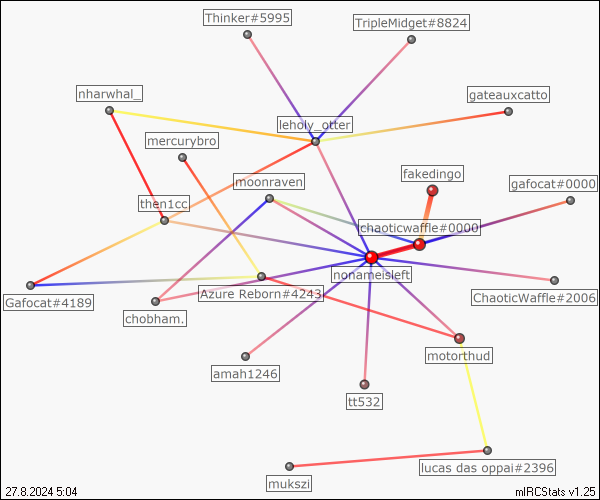 Thinker#5995
TripleMidget#8824
nharwhal_
gateauxcatto
leholy_otter
mercurybro
fakedingo
moonraven
gafocat#0000
then1cc
chaoticwaffle#0000
nonameisleft
Gafocat#4189
Azure Reborn#4243
ChaoticWaffle#2006
chobham.
motorthud
amah1246
tt532
lucas das oppai#2396
mukszi
27.8.2024 5:04
mIRCStats v1.25